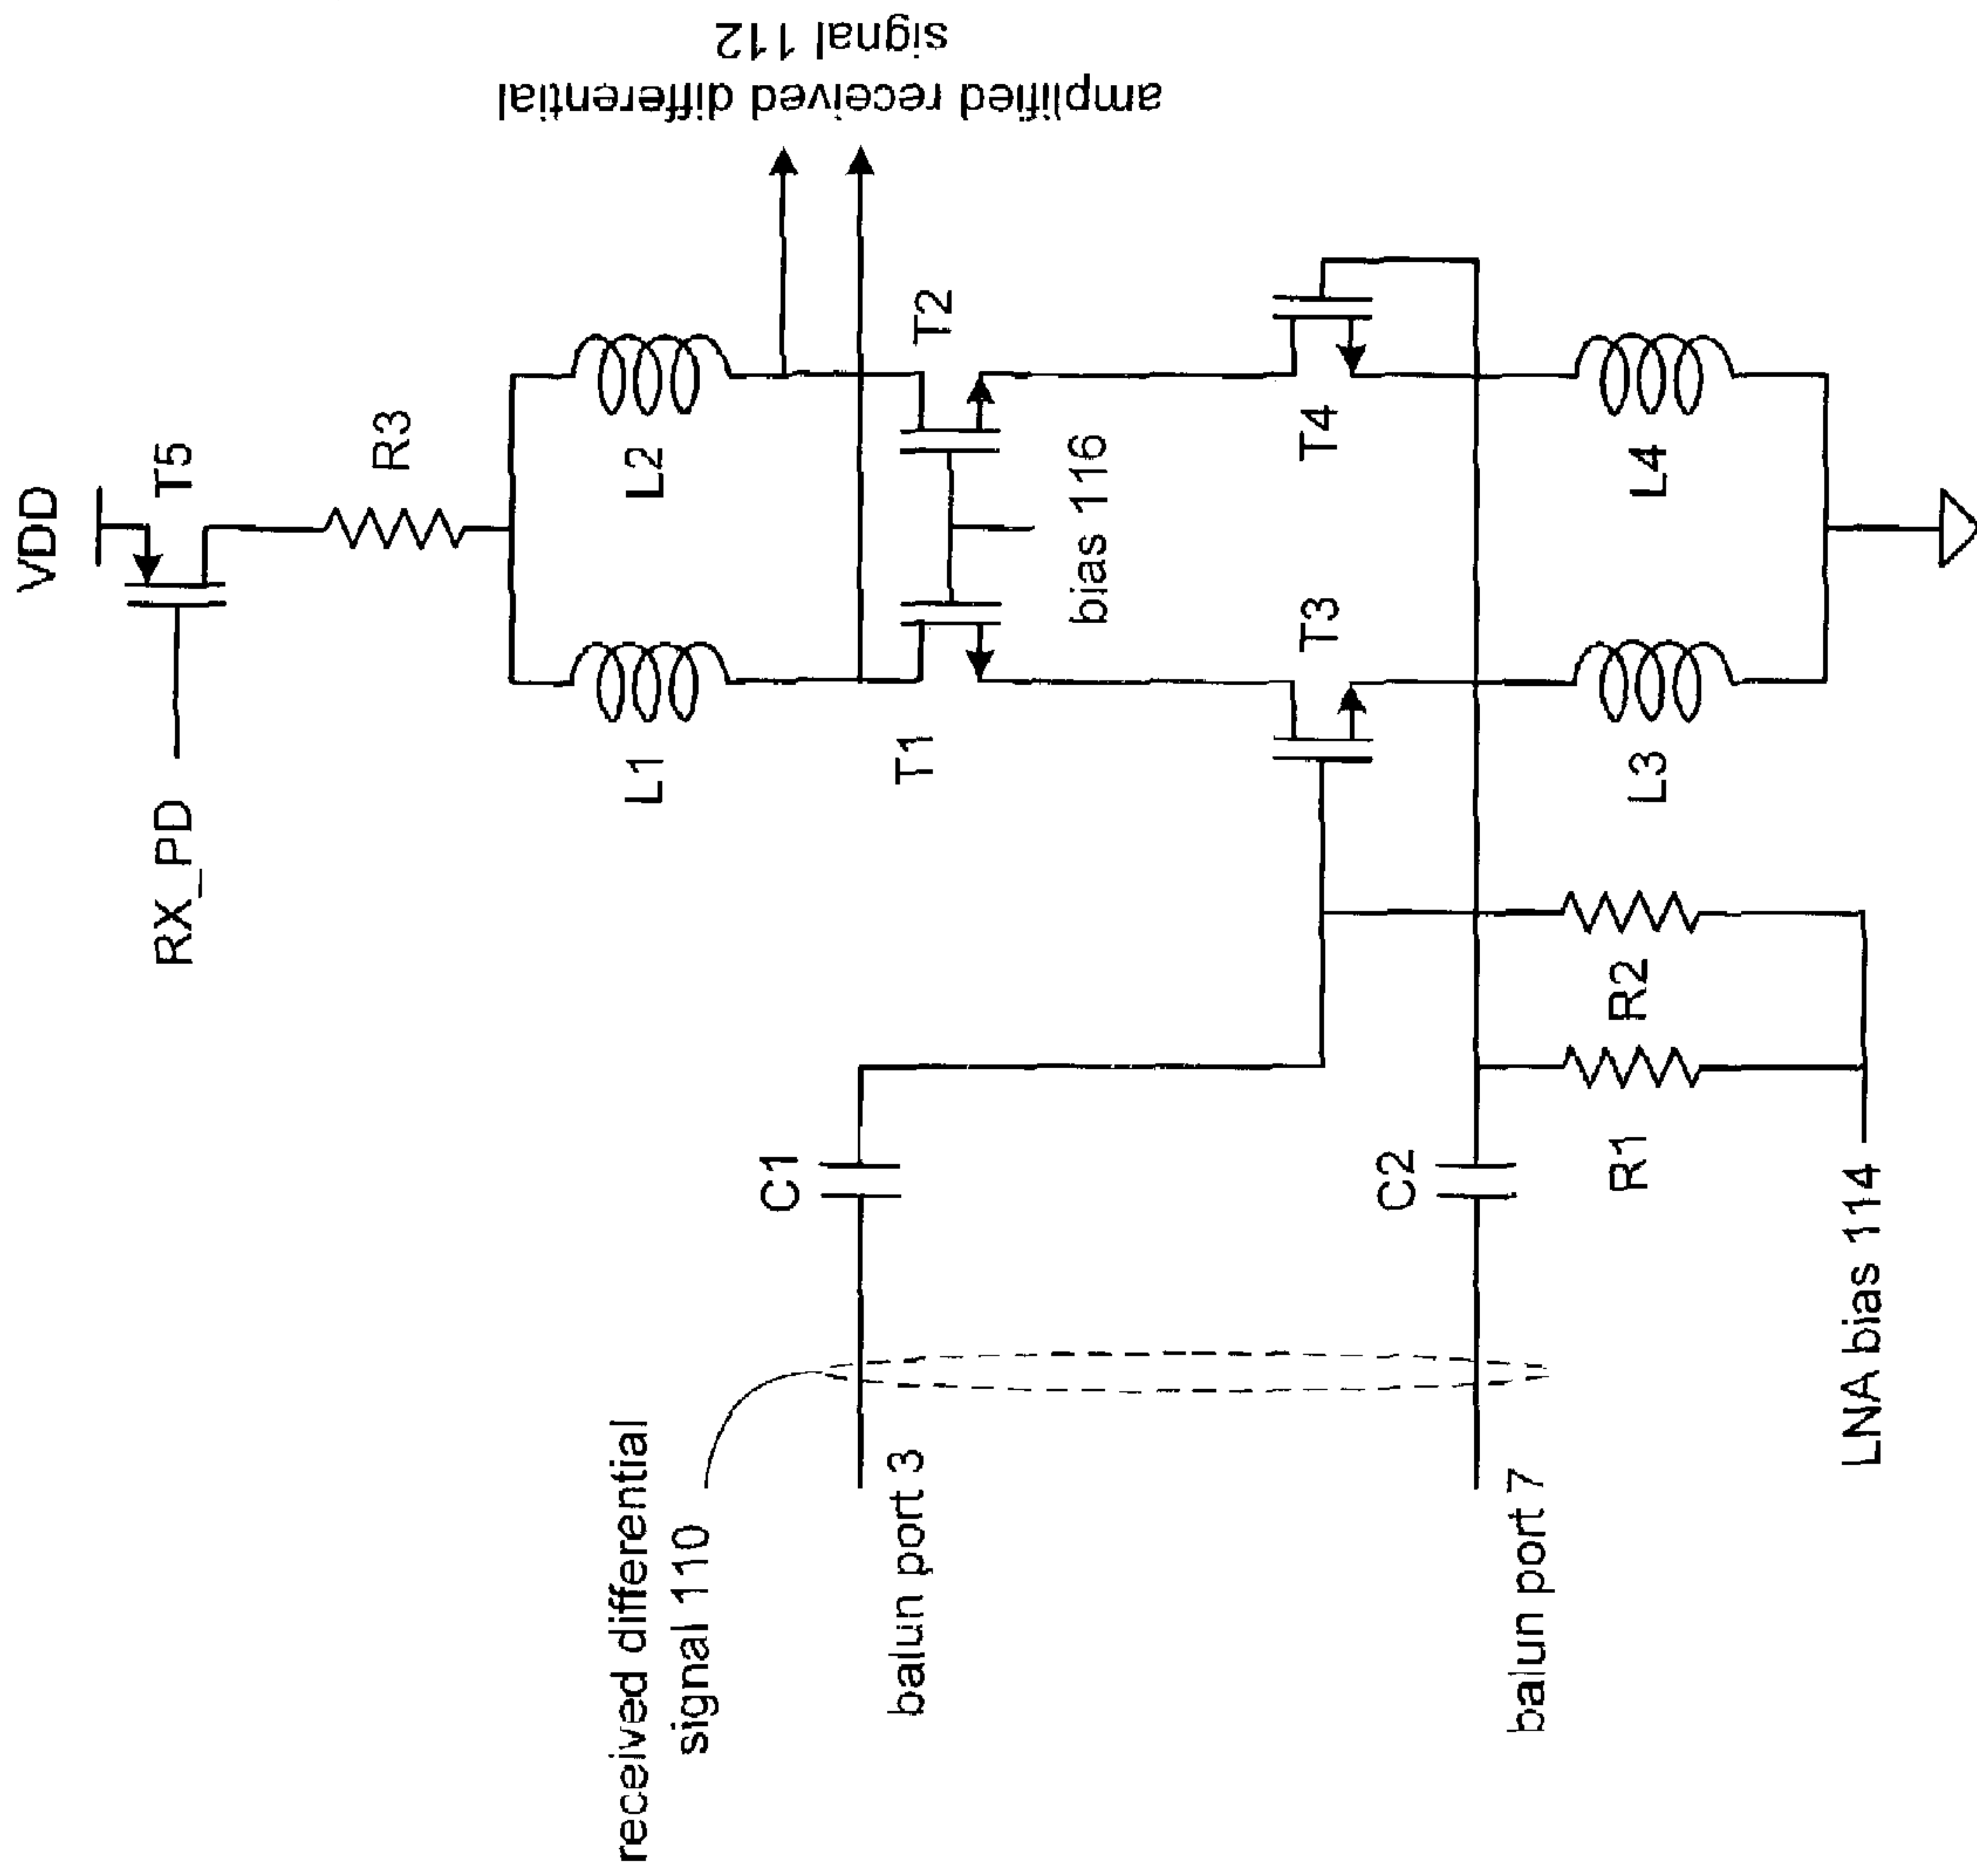 VDD
T5
RX_PD
R3
L1
L2
amplified received differential
signal 112
T1
T2
bias 116
T3
T4
L3
L4
received differential
signal 110
C1
balun port 3
C2
balun port 7
R1
R2
LNA bias 114